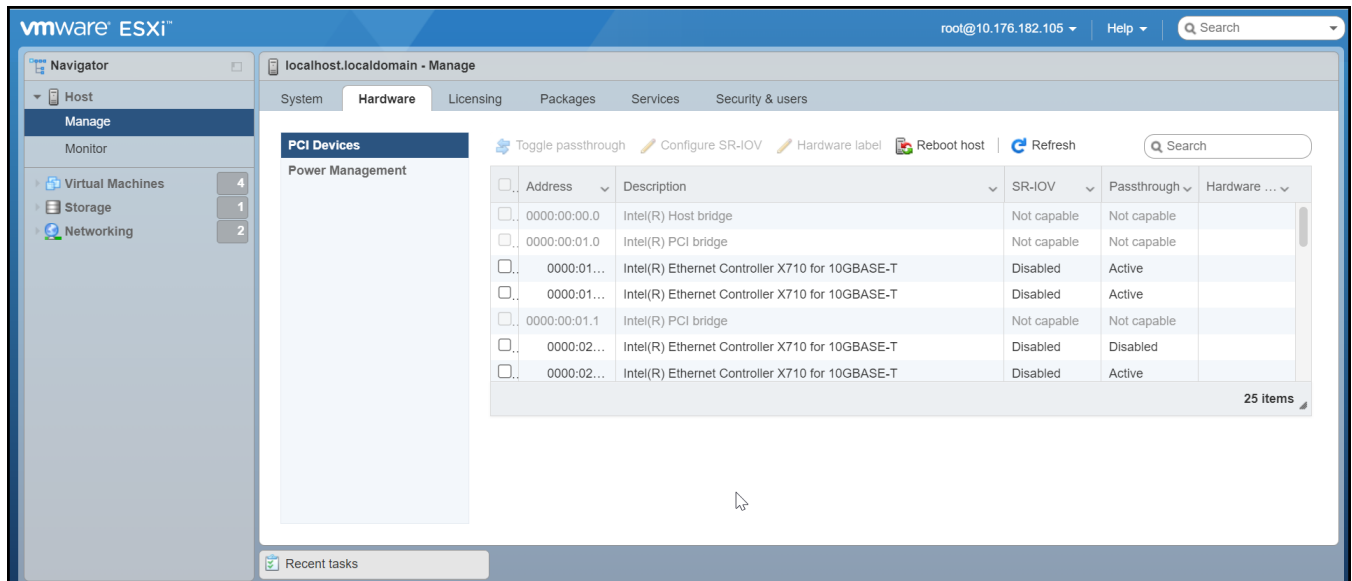 vmware ESXi™
root@10.176.182.105 Help Search
Navigator
localhost.localdomain - Manage
Host
Manage
Monitor
Virtual Machines 4
Storage 1
Networking 2
System Hardware Licensing Packages Services Security & users
PCI Devices
Power Management
Toggle passthrough Configure SR-IOV Hardware label Reboot host Refresh Search
Address Description SR-IOV Passthrough Hardware ...
0000:00:00.0 Intel(R) Host bridge Not capable Not capable
0000:00:01.0 Intel(R) PCI bridge Not capable Not capable
0000:01... Intel(R) Ethernet Controller X710 for 10GBASE-T Disabled Active
0000:01... Intel(R) Ethernet Controller X710 for 10GBASE-T Disabled Active
0000:00:01.1 Intel(R) PCI bridge Not capable Not capable
0000:02... Intel(R) Ethernet Controller X710 for 10GBASE-T Disabled Disabled
0000:02... Intel(R) Ethernet Controller X710 for 10GBASE-T Disabled Active
25 items
Recent tasks